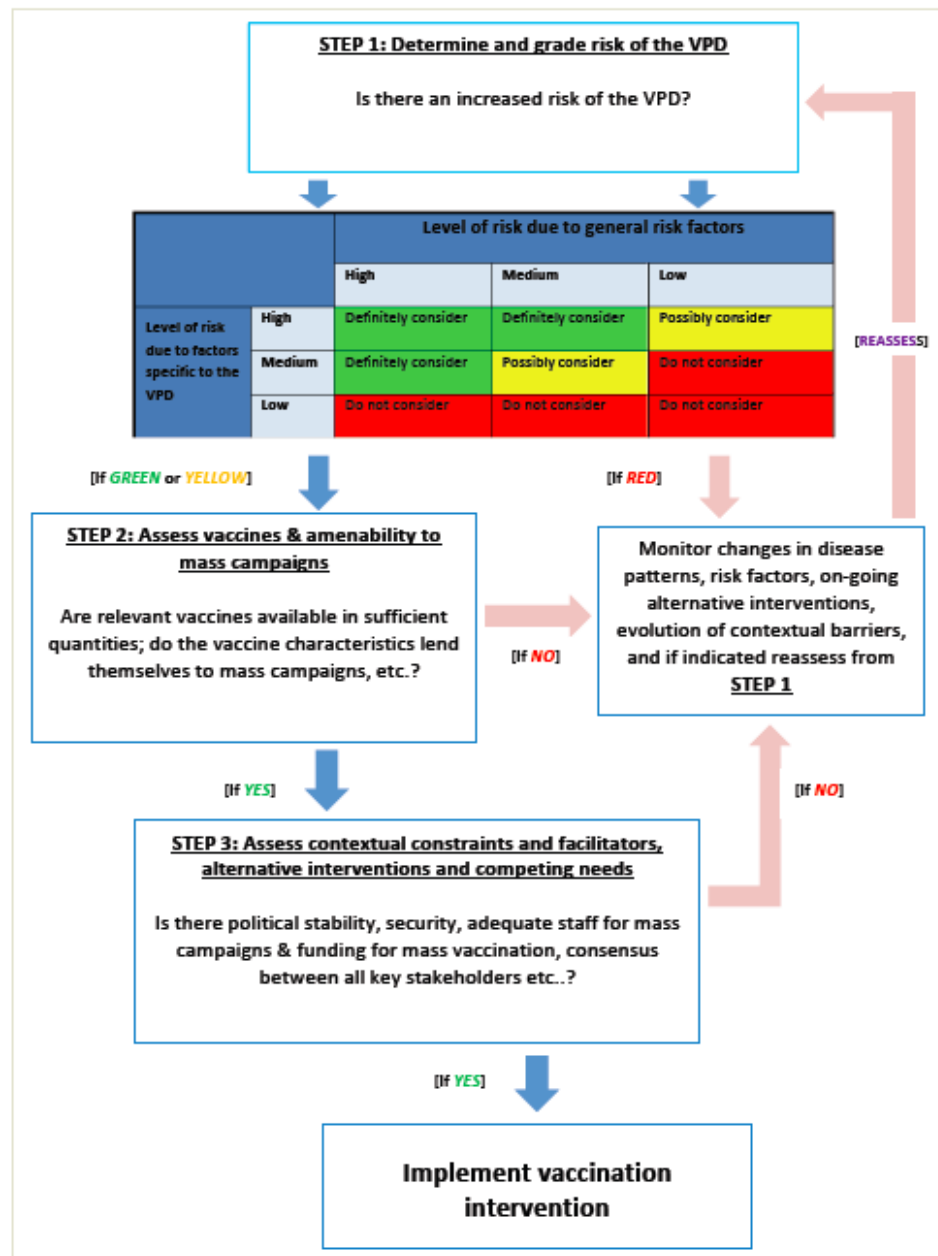 STEP 1: Determine and grade risk of the VPD
Is there an increased risk of the VPD?
Level of risk due to general risk factors
High
Medium
Low
Level of risk
due to factors
specific to the
VPD
High
Definitely consider
Definitely consider
Possibly consider
Medium
Definitely consider
Possibly consider
Do not consider
Low
Do not consider
Do not consider
Do not consider
[REASSESS]
[If GREEN or YELLOW]
[If RED]
STEP 2: Assess vaccines & amenability to
mass campaigns
Are relevant vaccines available in sufficient
quantities; do the vaccine characteristics lend
themselves to mass campaigns, etc.?
[If NO]
Monitor changes in disease
patterns, risk factors, on-going
alternative interventions,
evolution of contextual barriers,
and if indicated reassess from
STEP 1
[If YES]
[If NO]
STEP 3: Assess contextual constraints and facilitators,
alternative interventions and competing needs
Is there political stability, security, adequate staff for mass
campaigns & funding for mass vaccination, consensus
between all key stakeholders etc..?
[If YES]
Implement vaccination
intervention